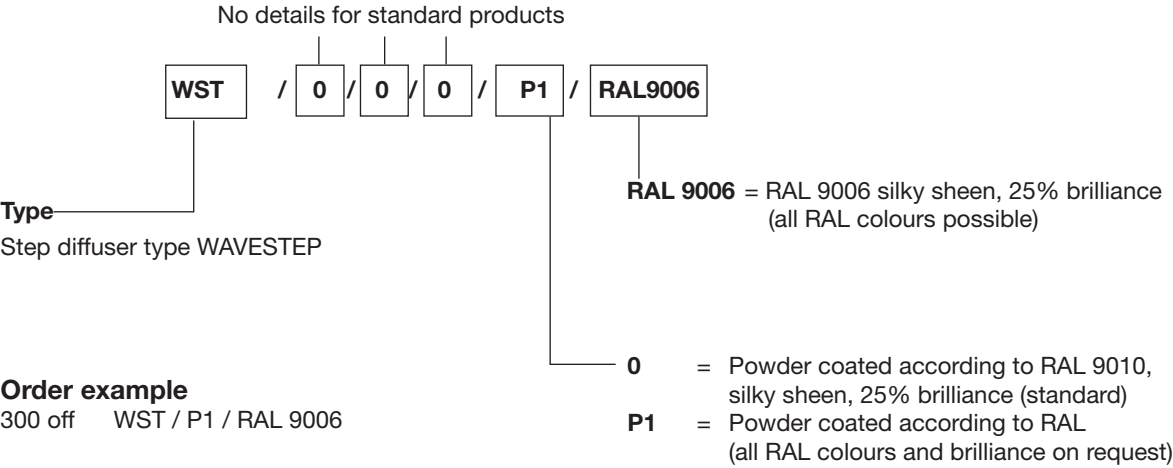 No details for standard products
WST / 0 / 0 / 0 / P1 / RAL9006
RAL 9006 = RAL 9006 silky sheen, 25% brilliance
(all RAL colours possible)
Type
Step diffuser type WAVESTEP
0 = Powder coated according to RAL 9010,
silky sheen, 25% brilliance (standard)
P1 = Powder coated according to RAL
(all RAL colours and brilliance on request)
Order example
300 off WST / P1 / RAL 9006